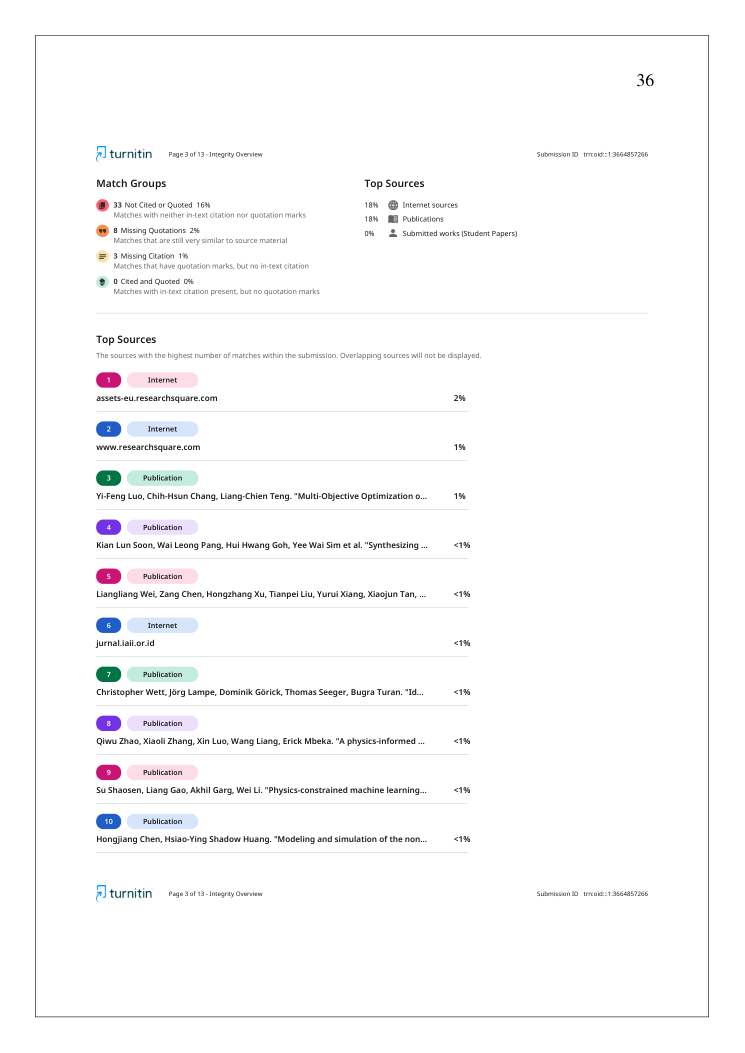 36
turnitin Page 3 of 13 - Integrity Overview Submission ID trn:oid:::1:3664857266
Match Groups
33 Not Cited or Quoted 16%
Matches with neither in-text citation nor quotation marks
8 Missing Quotations 2%
Matches that are still very similar to source material
3 Missing Citation 1%
Matches that have quotation marks, but no in-text citation
0 Cited and Quoted 0%
Matches with in-text citation present, but no quotation marks
Top Sources
18% Internet sources
18% Publications
0% Submitted works (Student Papers)
Top Sources
The sources with the highest number of matches within the submission. Overlapping sources will not be displayed.
1 Internet
assets-eu.researchsquare.com 2%
2 Internet
www.researchsquare.com 1%
3 Publication
Yi-Feng Luo, Chih-Hsun Chang, Liang-Chien Teng. "Multi-Objective Optimization o... 1%
4 Publication
Kian Lun Soon, Wai Leong Pang, Hui Hwang Goh, Yee Wai Sim et al. "Synthesizing ... <1%
5 Publication
Liangliang Wei, Zang Chen, Hongzhang Xu, Tianpei Liu, Yurui Xiang, Xiaojun Tan, ... <1%
6 Internet
jurnal.iaii.or.id <1%
7 Publication
Christopher Wett, Jörg Lampe, Dominik Görick, Thomas Seeger, Bugra Turan. "Id... <1%
8 Publication
Qiwu Zhao, Xiaoli Zhang, Xin Luo, Wang Liang, Erick Mbeka. "A physics-informed ... <1%
9 Publication
Su Shaosen, Liang Gao, Akhil Garg, Wei Li. "Physics-constrained machine learning... <1%
10 Publication
Hongjiang Chen, Hsiao-Ying Shadow Huang. "Modeling and simulation of the non... <1%
turnitin Page 3 of 13 - Integrity Overview Submission ID trn:oid:::1:3664857266